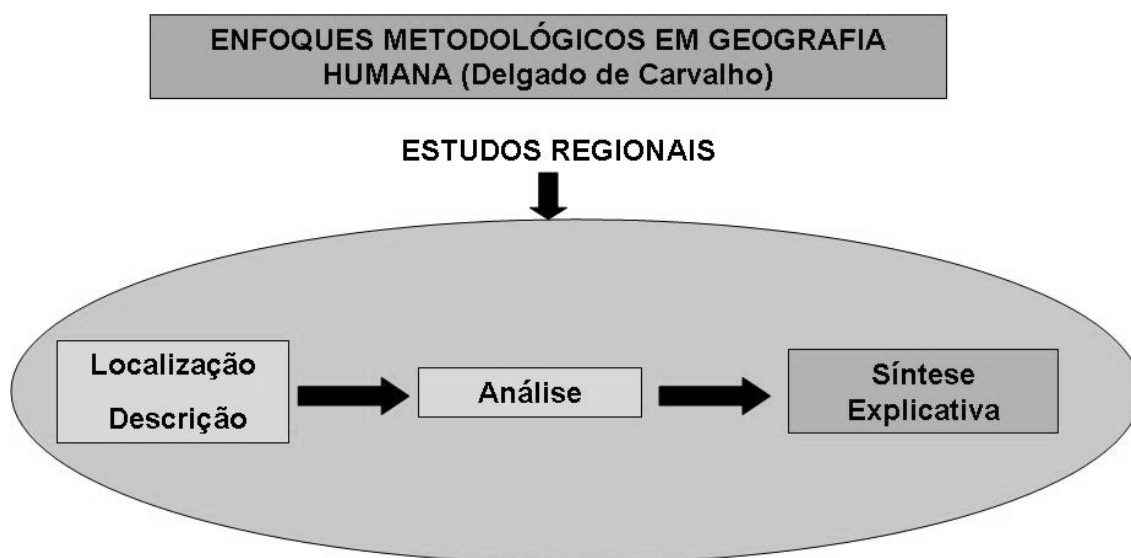 ENFOQUES METODOLÓGICOS EM GEOGRAFIA
HUMANA (Delgado de Carvalho)
ESTUDOS REGIONAIS
Localização
Descrição
Análise
Síntese
Explicativa